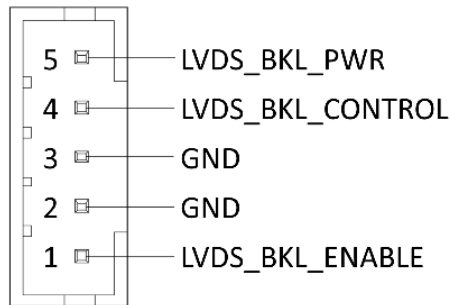 5 LVDS_BKL_PWR
4 LVDS_BKL_CONTROL
3 GND
2 GND
1 LVDS_BKL_ENABLE